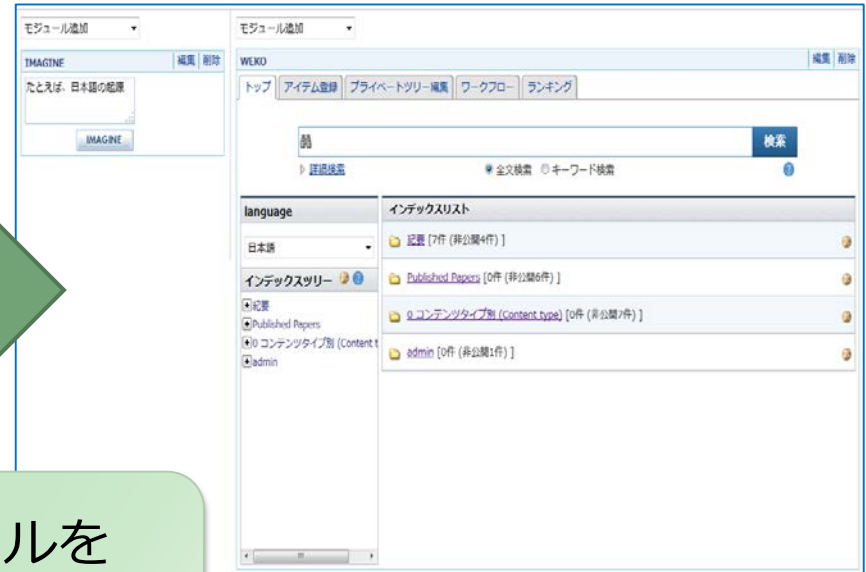 モジュール追加
IMAGINE
編集 削除
たとえば、日本語の起源
IMAGINE
モジュール追加
WEKO
編集 削除
トップ アイテム登録 プライベートツリー編集 ワークフロー ランキング
検索
詳細検索
全文検索 キーワード検索
language
日本語
インデックスツリー
紀要
Published Papers
0 コンテンツタイプ別 (Content t
admin
インデックスリスト
紀要 [7件 (非公開4件) ]
Published Papers [0件 (非公開6件) ]
0 コンテンツタイプ別 (Content type) [0件 (非公開7件) ]
admin [0件 (非公開1件) ]
ルを